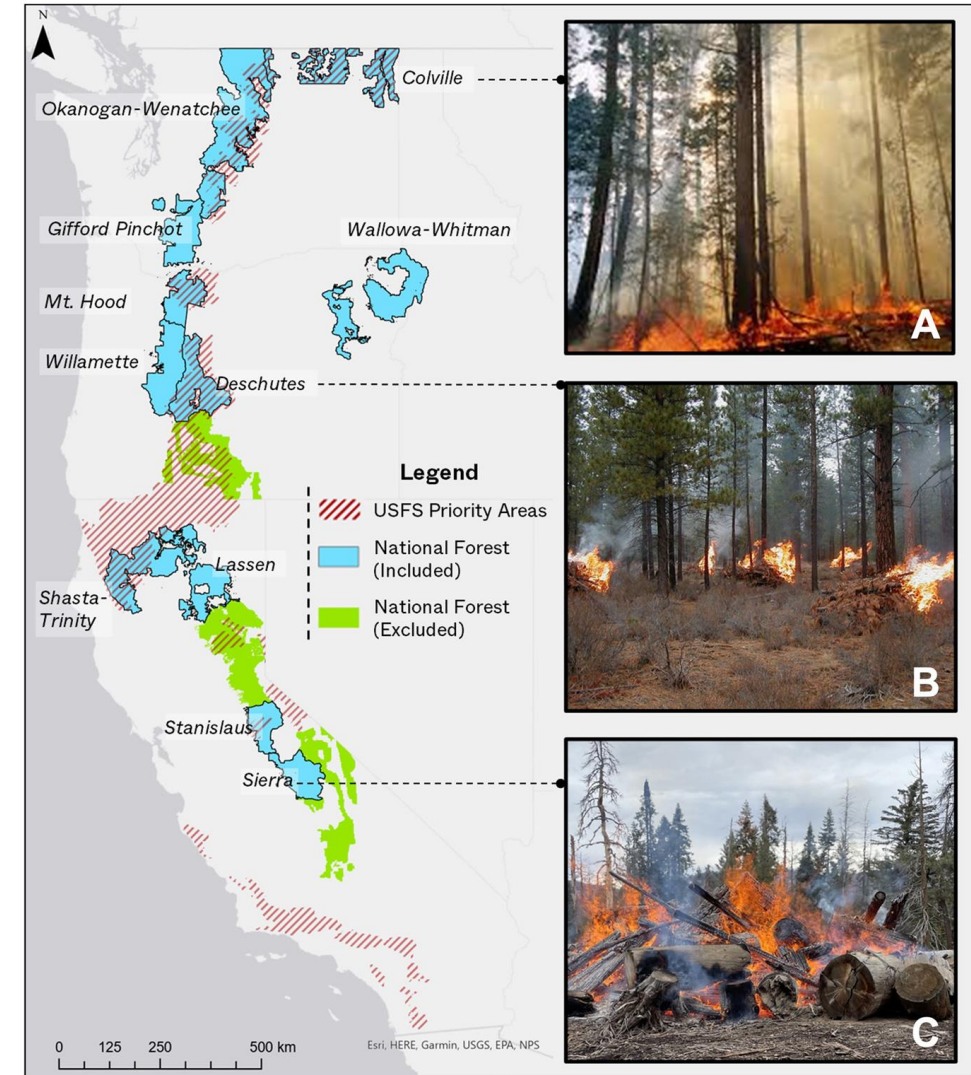 N
Colville
Okanogan-Wenatchee
Gifford Pinchot
Wallowa-Whitman
Mt. Hood
Willamette
Deschutes
Legend
USFS Priority Areas
National Forest
(Included)
National Forest
(Excluded)
Lassen
Shasta-
Trinity
Stanislaus
Sierra
0 125 250 500 km
Esri, HERE, Garmin, USGS, EPA, NPS
A
B
C